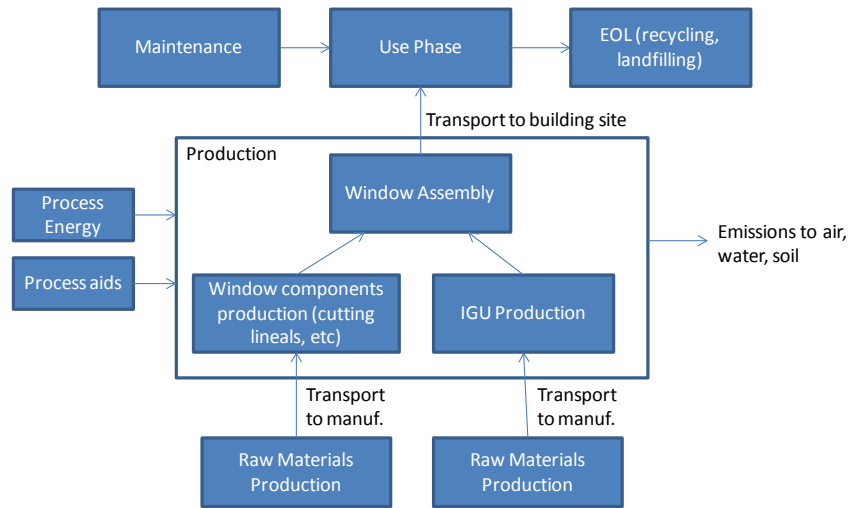 Maintenance
Use Phase
EOL (recycling,
landfilling)
Transport to building site
Production
Window Assembly
Process
Energy
Process aids
Emissions to air,
water, soil
Window components
production (cutting
lineals, etc)
IGU Production
Transport
to manuf.
Transport
to manuf.
Raw Materials
Production
Raw Materials
Production